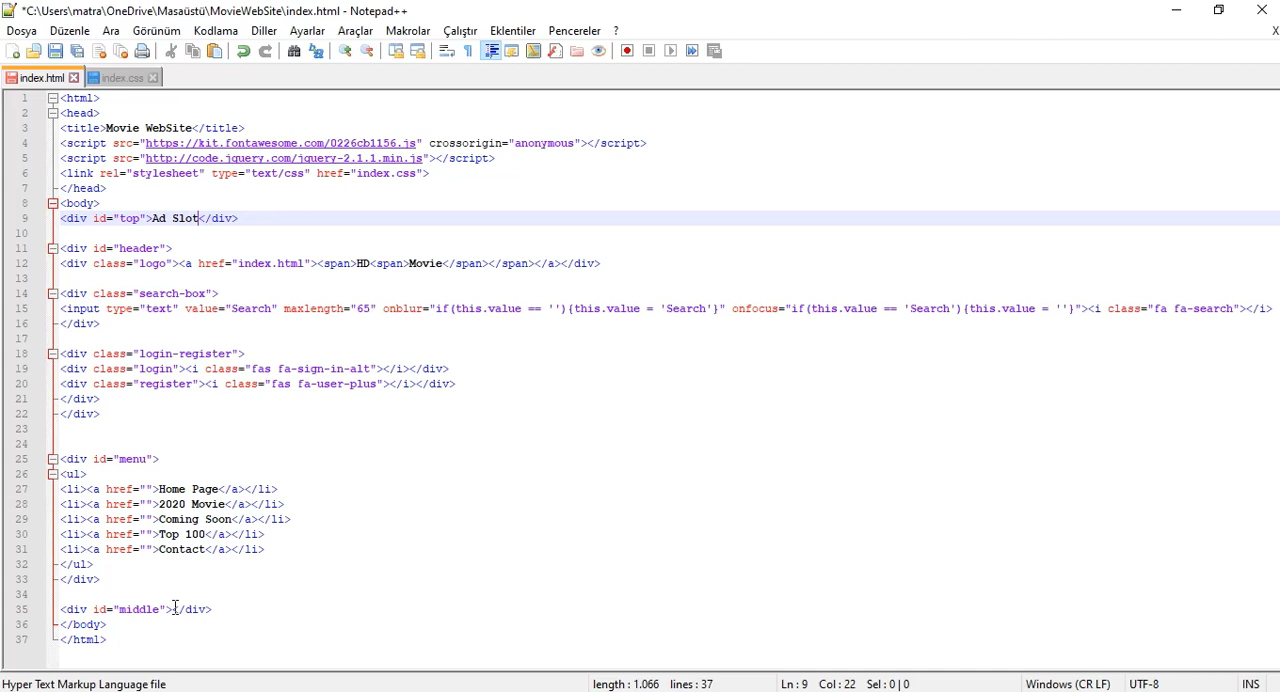 *C:\Users\matra\OneDrive\Masaüstü\MovieWebSite\index.html - Notepad++
Dosya Düzenle Ara Görünüm Kodlama Diller Ayarlar Araçlar Makrolar Çalıştır Eklentiler Pencereler ? X
index.html index.css
1 <html>
2 <head>
3 <title>Movie WebSite</title>
4 <script src="https://kit.fontawesome.com/0226cb1156.js" crossorigin="anonymous"></script>
5 <script src="http://code.jquery.com/jquery-2.1.1.min.js"></script>
6 <link rel="stylesheet" type="text/css" href="index.css">
7 </head>
8 <body>
9 <div id="top">Ad Slot</div>
10
11 <div id="header">
12 <div class="logo"><a href="index.html"><span>HD<span>Movie</span></span></a></div>
13
14 <div class="search-box">
15 <input type="text" value="Search" maxlength="65" onblur="if(this.value == ''){this.value = 'Search'}" onfocus="if(this.value == 'Search'){this.value = ''}"><i class="fa fa-search"></i>
16 </div>
17
18 <div class="login-register">
19 <div class="login"><i class="fas fa-sign-in-alt"></i></div>
20 <div class="register"><i class="fas fa-user-plus"></i></div>
21 </div>
22 </div>
23
24
25 <div id="menu">
26 <ul>
27 <li><a href="">Home Page</a></li>
28 <li><a href="">2020 Movie</a></li>
29 <li><a href="">Coming Soon</a></li>
30 <li><a href="">Top 100</a></li>
31 <li><a href="">Contact</a></li>
32 </ul>
33 </div>
34
35 <div id="middle"></div>
36 </body>
37 </html>
Hyper Text Markup Language file length : 1.066 lines : 37 Ln : 9 Col : 22 Sel : 0 | 0 Windows (CR LF) UTF-8 INS